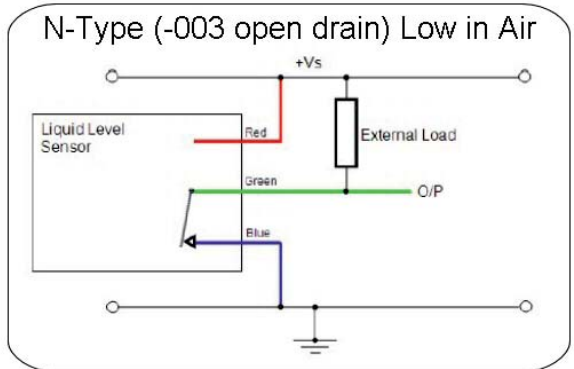 N-Type (-003 open drain) Low in Air
+Vs
Liquid Level
Sensor
Red
External Load
Green
O/P
Blue